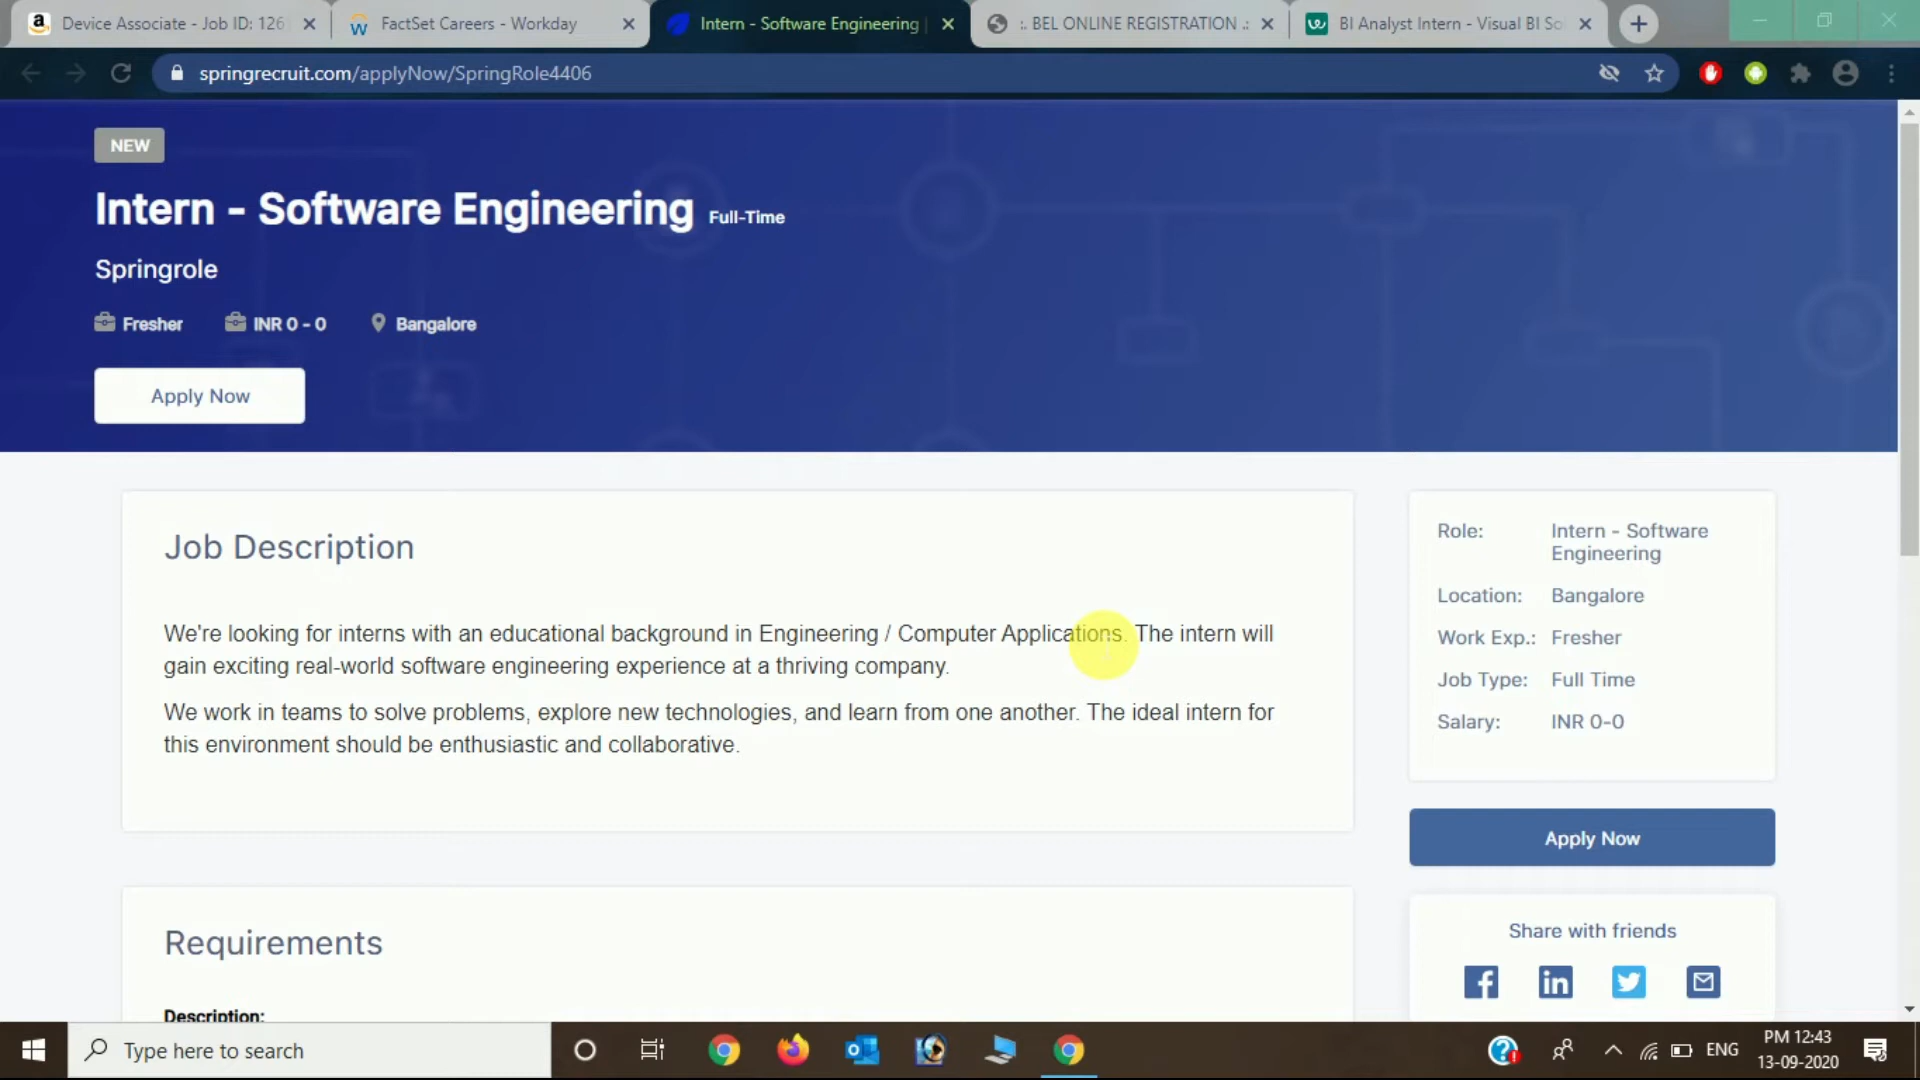 Device Associate - Job ID: 126
FactSet Careers - Workday
Intern - Software Engineering |
:. BEL ONLINE REGISTRATION .:
BI Analyst Intern - Visual BI So
springrecruit.com/applyNow/SpringRole4406
NEW
Intern - Software Engineering Full-Time
Springrole
Fresher INR 0 - 0 Bangalore
Apply Now
Job Description
We're looking for interns with an educational background in Engineering / Computer Applications. The intern will
gain exciting real-world software engineering experience at a thriving company.
We work in teams to solve problems, explore new technologies, and learn from one another. The ideal intern for
this environment should be enthusiastic and collaborative.
Requirements
Description:
Role: Intern - Software
Engineering
Location: Bangalore
Work Exp.: Fresher
Job Type: Full Time
Salary: INR 0-0
Apply Now
Share with friends
Type here to search
ENG
PM 12:43
13-09-2020